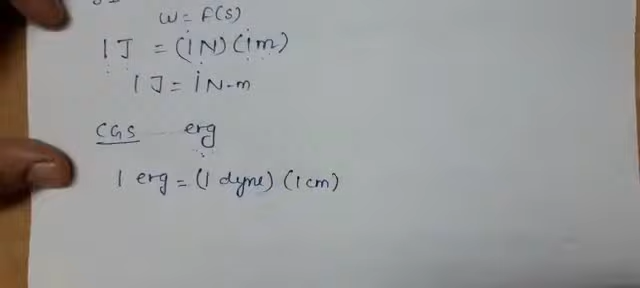 W = F(S)
1 J = (1 N) (1 m)
1 J = 1 N-m
CGS erg
1 erg = (1 dyne) (1 cm)